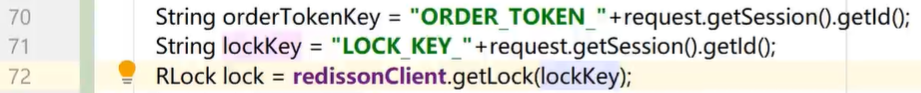 70 String orderTokenKey = "ORDER_TOKEN_"+request.getSession().getId();
71 String lockKey = "LOCK_KEY_"+request.getSession().getId();
72 RLock lock = redissonClient.getLock(lockKey);